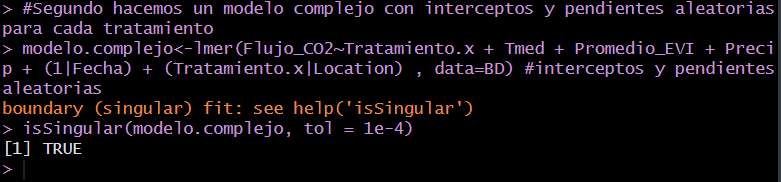 > #Segundo hacemos un modelo complejo con interceptos y pendientes aleatorias
para cada tratamiento
> modelo.complejo<-lmer(Flujo_CO2~Tratamiento.x + Tmed + Promedio_EVI + Preci
p + (1|Fecha) + (Tratamiento.x|Location) , data=BD) #interceptos y pendientes
aleatorias
boundary (singular) fit: see help('isSingular')
> isSingular(modelo.complejo, tol = 1e-4)
[1] TRUE
>